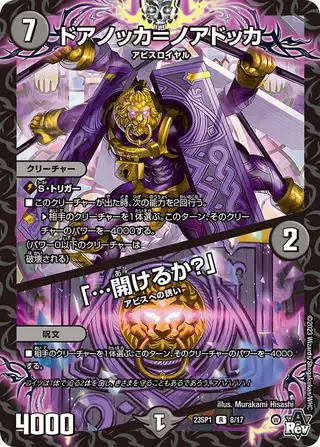 7
ドアノッカ=ノアドッカ
アビスロイヤル
クリーチャー
S・トリガー
■このクリーチャーが出た時、次の能力を2回行う。
▶相手のクリーチャーを1体選ぶ。このターン、そのクリー
チャーのパワーを-4000する。
(パワー0以下のクリーチャーは
破壊される)
2
「…開けるか?」
アビスへの誘い
呪文
■相手のクリーチャーを1体選ぶ。このターン、そのクリーチャーのパワーを-4000
する。
illus. Murakami Hisashi
4000
1
23SP1 R 8/17
Rev